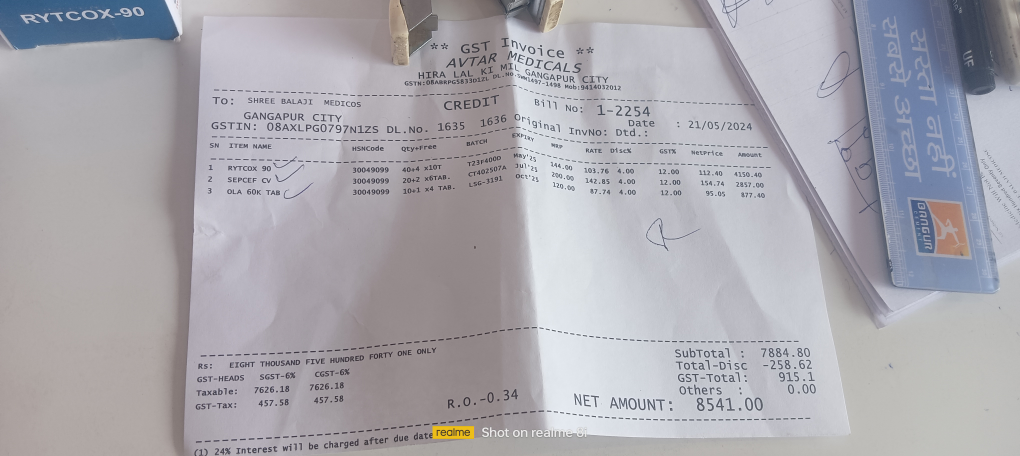 RYTCOX-90
** GST Invoice **
AVTAR MEDICALS
HIRA LAL KI MIL GANGAPUR CITY
Mob:9414032012
To: SHREE BALAJI MEDICOS
CREDIT
Bill No: 1-2254
GANGAPUR CITY
Date : 21/05/2024
GSTIN: 08AXLPG0797N1ZS DL.No. 1635 1636 Original InvNo: Dtd.:
SN ITEM NAME HSNCode Qty+Free BATCH EXPIRY MRP RATE Disc% GST% NetPrice Amount
1 RYTCOX 90 30049099 40+4 x10T T23F4000 May'25 144.00 103.76 4.00 12.00 112.40 4150.40
2 SEPCEF CV 30049099 20+2 x6TAB. CT402507A Jul'25 200.00 142.85 4.00 12.00 154.74 2857.00
3 OLA 60K TAB 30049099 10+1 x4 TAB. LSG-3191 Oct'25 120.00 87.74 4.00 12.00 95.05 877.40
Rs: EIGHT THOUSAND FIVE HUNDRED FORTY ONE ONLY
GST-HEADS SGST-6% CGST-6%
Taxable: 7626.18 7626.18
GST-Tax: 457.58 457.58
R.O.-0.34
SubTotal : 7884.80
Total-Disc -258.62
GST-Total: 915.1
Others : 0.00
NET AMOUNT: 8541.00
(1) 24% Interest will be charged after due date
realme Shot on realme
सस्ता नहीं
सबसे अच्छा
BANGUR